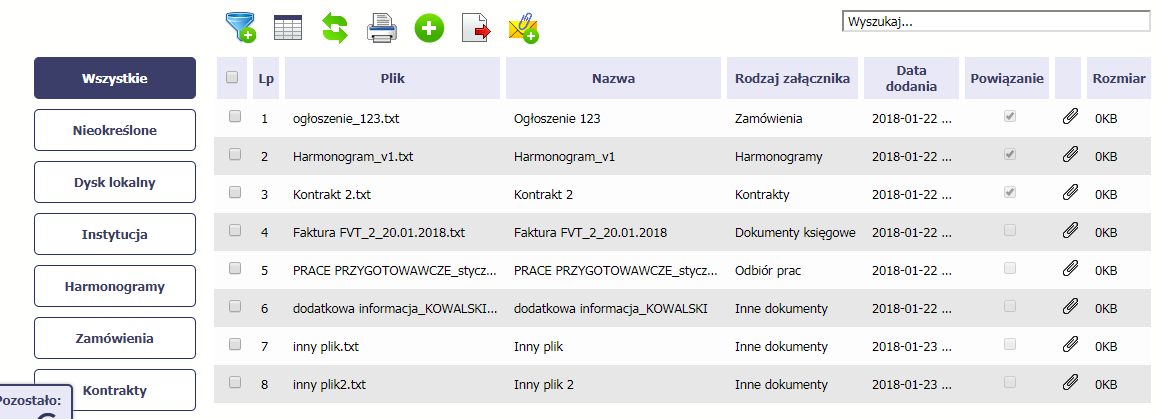 Wyszukaj...
Wszystkie
Nieokreślone
Dysk lokalny
Instytucja
Harmonogramy
Zamówienia
Kontrakty
Pozostało:
Lp Plik Nazwa Rodzaj załącznika Data dodania Powiązanie Rozmiar
1 ogłoszenie_123.txt Ogłoszenie 123 Zamówienia 2018-01-22 ... 0KB
2 Harmonogram_v1.txt Harmonogram_v1 Harmonogramy 2018-01-22 ... 0KB
3 Kontrakt 2.txt Kontrakt 2 Kontrakty 2018-01-22 ... 0KB
4 Faktura FVT_2_20.01.2018.txt Faktura FVT_2_20.01.2018 Dokumenty księgowe 2018-01-22 ... 0KB
5 PRACE PRZYGOTOWAWCZE_stycz... PRACE PRZYGOTOWAWCZE_stycz... Odbiór prac 2018-01-22 ... 0KB
6 dodatkowa informacja_KOWALSKI... dodatkowa informacja_KOWALSKI Inne dokumenty 2018-01-22 ... 0KB
7 inny plik.txt Inny plik Inne dokumenty 2018-01-23 ... 0KB
8 inny plik2.txt Inny plik 2 Inne dokumenty 2018-01-23 ... 0KB